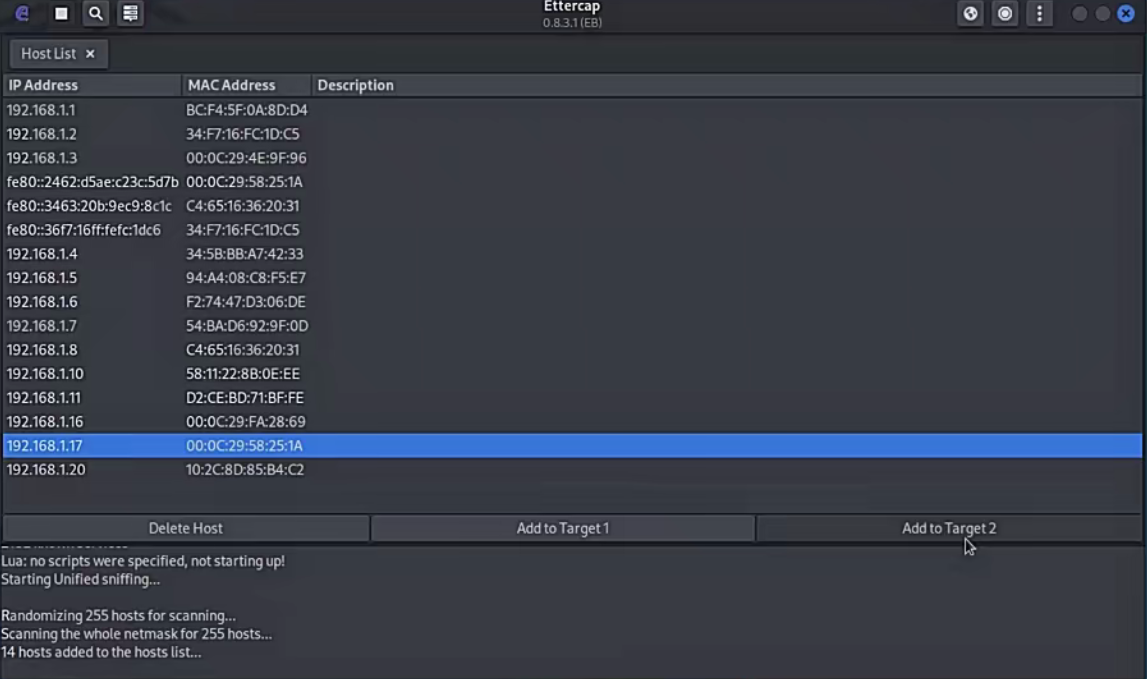 Ettercap
0.8.3.1 (EB)
Host List ×
IP Address MAC Address Description
192.168.1.1 BC:F4:5F:0A:8D:D4
192.168.1.2 34:F7:16:FC:1D:C5
192.168.1.3 00:0C:29:4E:9F:96
fe80::2462:d5ae:c23c:5d7b 00:0C:29:58:25:1A
fe80::3463:20b:9ec9:8c1c C4:65:16:36:20:31
fe80::36f7:16ff:fefc:1dc6 34:F7:16:FC:1D:C5
192.168.1.4 34:5B:BB:A7:42:33
192.168.1.5 94:A4:08:C8:F5:E7
192.168.1.6 F2:74:47:D3:06:DE
192.168.1.7 54:BA:D6:92:9F:0D
192.168.1.8 C4:65:16:36:20:31
192.168.1.10 58:11:22:8B:0E:EE
192.168.1.11 D2:CE:BD:71:BF:FE
192.168.1.16 00:0C:29:FA:28:69
192.168.1.17 00:0C:29:58:25:1A
192.168.1.20 10:2C:8D:85:B4:C2
Delete Host Add to Target 1 Add to Target 2
Lua: no scripts were specified, not starting up!
Starting Unified sniffing...
Randomizing 255 hosts for scanning...
Scanning the whole netmask for 255 hosts...
14 hosts added to the hosts list...